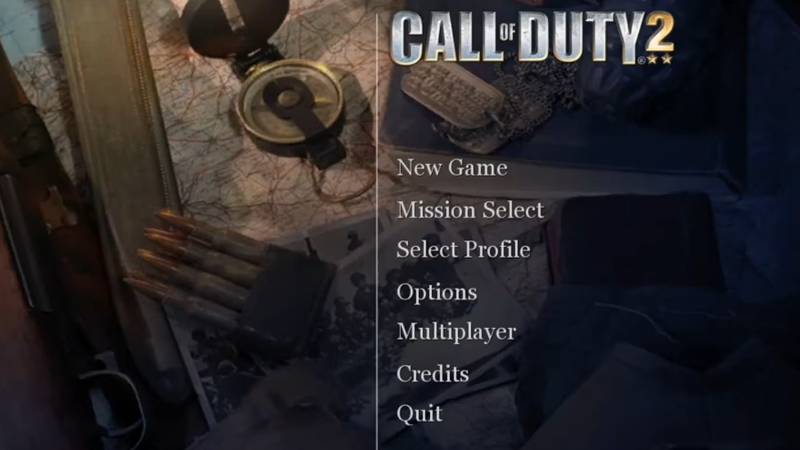 CALL OF DUTY 2
New Game
Mission Select
Select Profile
Options
Multiplayer
Credits
Quit